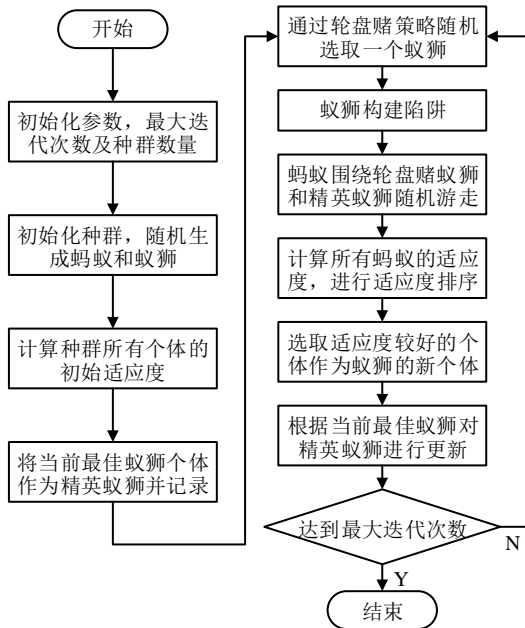 开始
初始化参数，最大迭
代次数及种群数量
初始化种群，随机生
成蚂蚁和蚁狮
计算种群所有个体的
初始适应度
将当前最佳蚁狮个体
作为精英蚁狮并记录
通过轮盘赌策略随机
选取一个蚁狮
蚁狮构建陷阱
蚂蚁围绕轮盘赌蚁狮
和精英蚁狮随机游走
计算所有蚂蚁的适应
度，进行适应度排序
选取适应度较好的个
体作为蚁狮的新个体
根据当前最佳蚁狮对
精英蚁狮进行更新
达到最大迭代次数
N
Y
结束